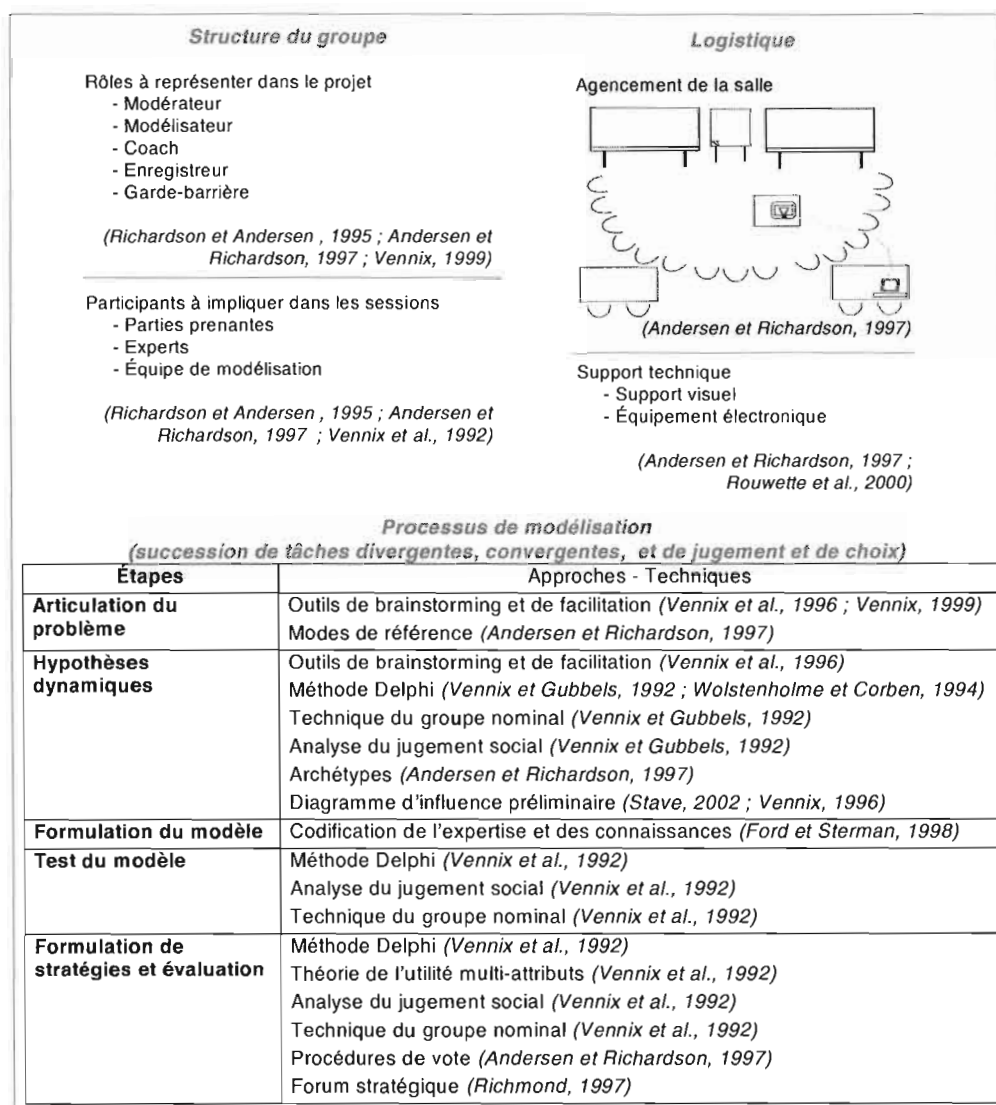 Structure du groupe
Rôles à représenter dans le projet
- Modérateur
- Modélisateur
- Coach
- Enregistreur
- Garde-barrière
(Richardson et Andersen , 1995 ; Andersen et
Richardson, 1997 ; Vennix, 1999)
Participants à impliquer dans les sessions
- Parties prenantes
- Experts
- Équipe de modélisation
(Richardson et Andersen , 1995 ; Andersen et
Richardson, 1997 ; Vennix et al., 1992)
Logistique
Agencement de la salle
(Andersen et Richardson, 1997)
Support technique
- Support visuel
- Équipement électronique
(Andersen et Richardson, 1997 ;
Rouwette et al., 2000)
Processus de modélisation
(succession de tâches divergentes, convergentes, et de jugement et de choix)
Étapes
Approches - Techniques
Articulation du
problème
Outils de brainstorming et de facilitation (Vennix et al., 1996 ; Vennix, 1999)
Modes de référence (Andersen et Richardson, 1997)
Hypothèses
dynamiques
Outils de brainstorming et de facilitation (Vennix et al., 1996)
Méthode Delphi (Vennix et Gubbels, 1992 ; Wolstenholme et Corben, 1994)
Technique du groupe nominal (Vennix et Gubbels, 1992)
Analyse du jugement social (Vennix et Gubbels, 1992)
Archétypes (Andersen et Richardson, 1997)
Diagramme d'influence préliminaire (Stave, 2002 ; Vennix, 1996)
Formulation du modèle
Codification de l'expertise et des connaissances (Ford et Sterman, 1998)
Test du modèle
Méthode Delphi (Vennix et al., 1992)
Analyse du jugement social (Vennix et al., 1992)
Technique du groupe nominal (Vennix et al., 1992)
Formulation de
stratégies et évaluation
Méthode Delphi (Vennix et al., 1992)
Théorie de l'utilité multi-attributs (Vennix et al., 1992)
Analyse du jugement social (Vennix et al., 1992)
Technique du groupe nominal (Vennix et al., 1992)
Procédures de vote (Andersen et Richardson, 1997)
Forum stratégique (Richmond, 1997)